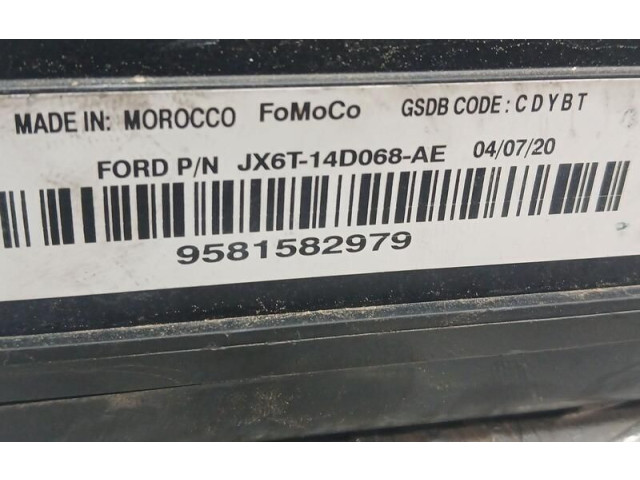 MADE IN: MOROCCO FoMoCo GSDB CODE: CDYBT
FORD P/N JX6T-14D068-AE 04/07/20
9581582979